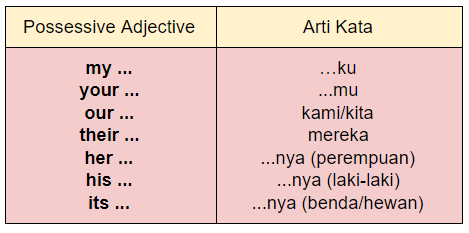 Possessive Adjective Arti Kata
my ... …ku
your ... ...mu
our ... kami/kita
their ... mereka
her ... ...nya (perempuan)
his ... ...nya (laki-laki)
its ... ...nya (benda/hewan)